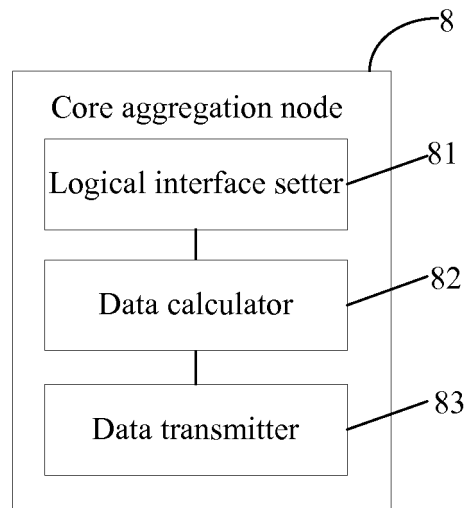 8
Core aggregation node
81
Logical interface setter
82
Data calculator
83
Data transmitter